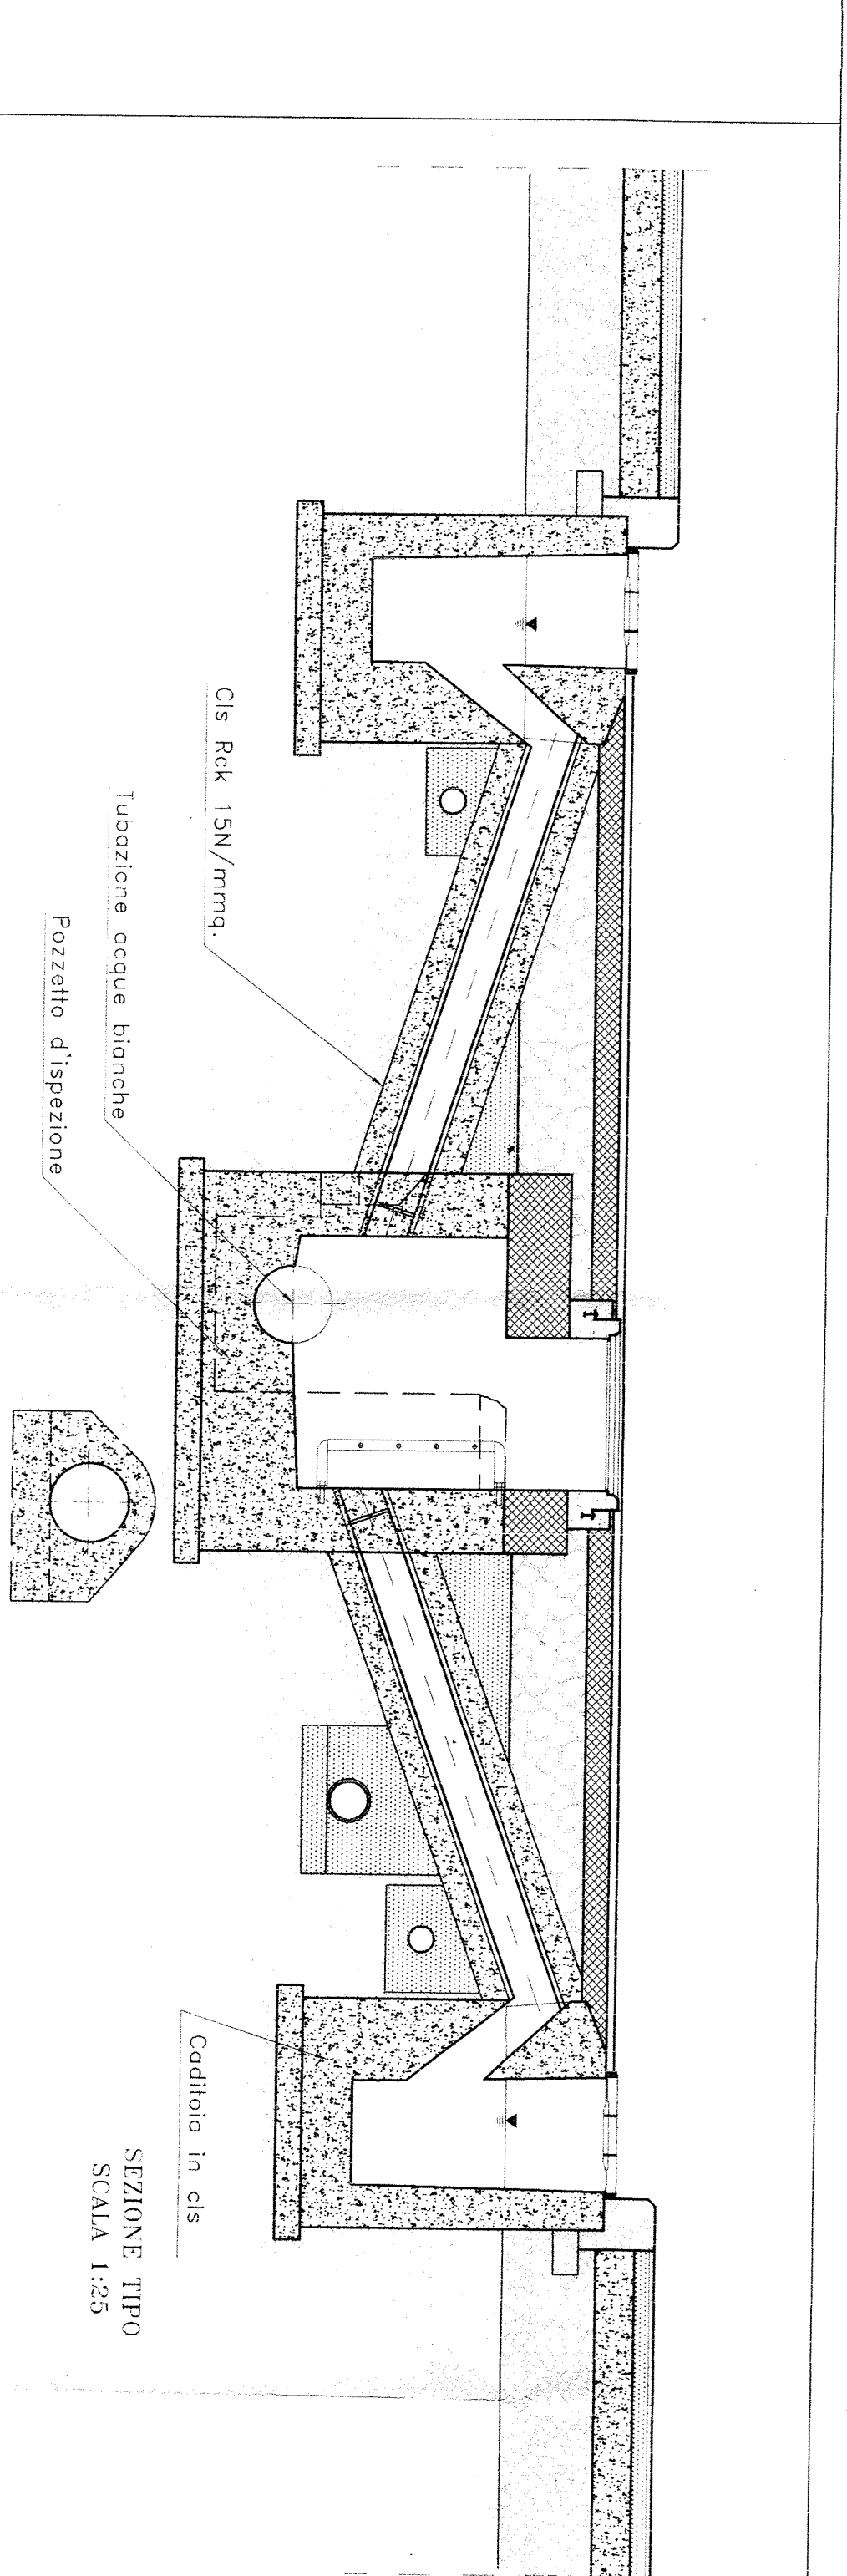 Cls Rck 15N/mmq.
Tubazione acque bianche
Pozzetto d'ispezione
Caditoia in cls
SEZIONE TIPO
SCALA 1:25